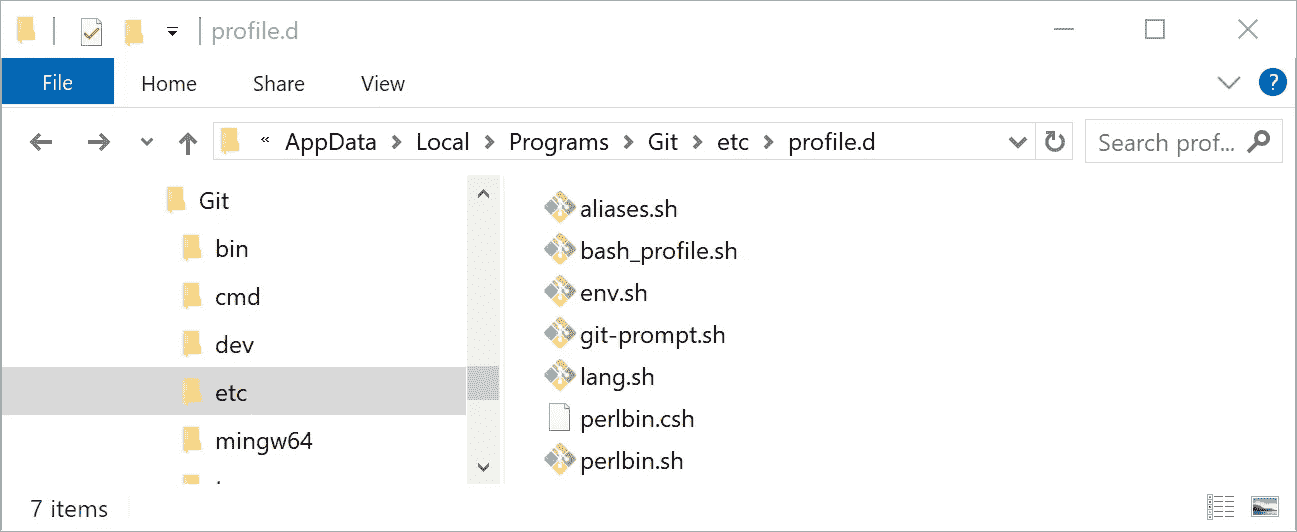 profile.d
File Home Share View ?
« AppData > Local > Programs > Git > etc > profile.d Search prof...
Git
bin
cmd
dev
etc
mingw64
aliases.sh
bash_profile.sh
env.sh
git-prompt.sh
lang.sh
perlbin.csh
perlbin.sh
7 items